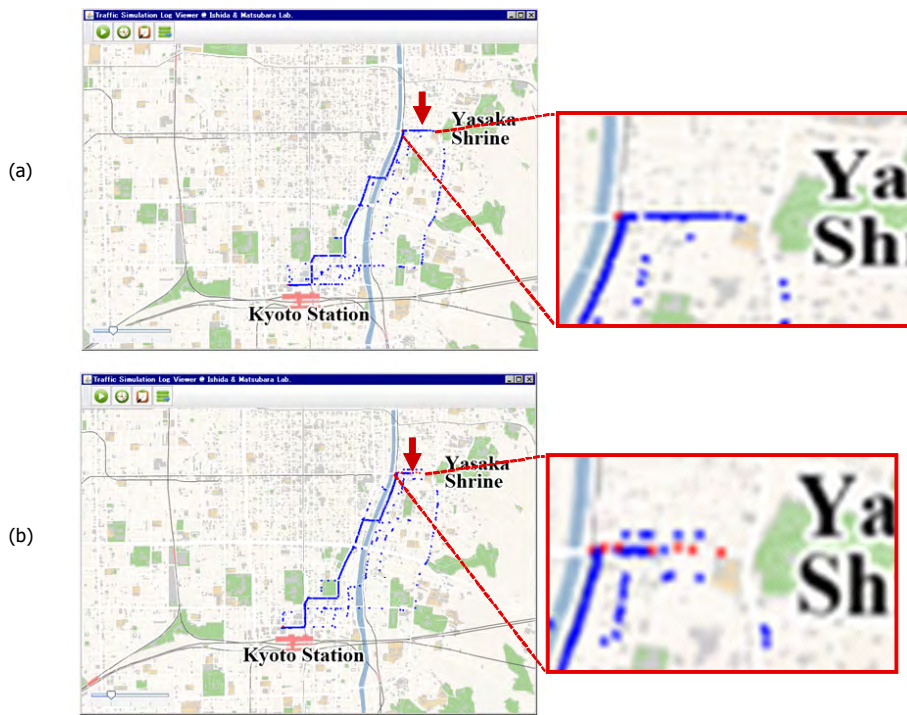 Traffic Simulation Log Viewer @ Ishida & Matsubara Lab.
(a)
Yasaka
Shrine
Kyoto Station
Ya
Shr
Traffic Simulation Log Viewer @ Ishida & Matsubara Lab.
(b)
Yasaka
Shrine
Kyoto Station
Ya
Sh